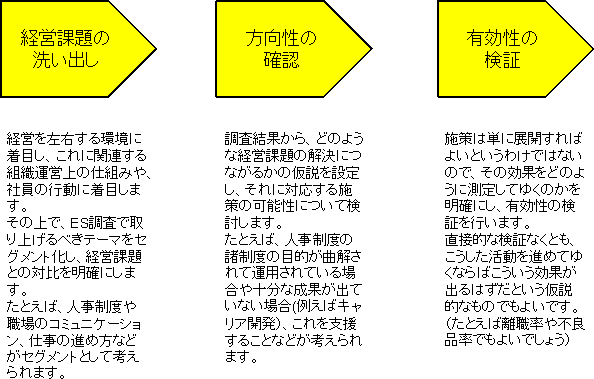 経営課題の
洗い出し
方向性の
確認
有効性の
検証
経営を左右する環境に
着目し、これに関連する
組織運営上の仕組みや、
社員の行動に着目しま
す。
その上で、ES調査で取
り上げるべきテーマをセ
グメント化し、経営課題
との対比を明確にしま
す。
たとえば、人事制度や
職場のコミュニケーショ
ン、仕事の進め方など
がセグメントとして考え
られます。
調査結果から、どのよう
な経営課題の解決につ
ながるかの仮説を設定
し、それに対応する施
策の可能性について検
討します。
たとえば、人事制度の
諸制度の目的が曲解さ
れて運用されている場
合や十分な成果が出て
いない場合(例えばキャ
リア開発)、これを支援
することなどが考えられ
ます。
施策は単に展開すれば
よいというわけではない
ので、その効果をどのよ
うに測定してゆくのかを
明確にし、有効性の検
証を行います。
直接的な検証なくとも、
こうした活動を進めてゆ
くならばこういう効果が
出るはずだという仮説
的なものでもよいです。
（たとえば離職率や不良
品率でもよいでしょう）